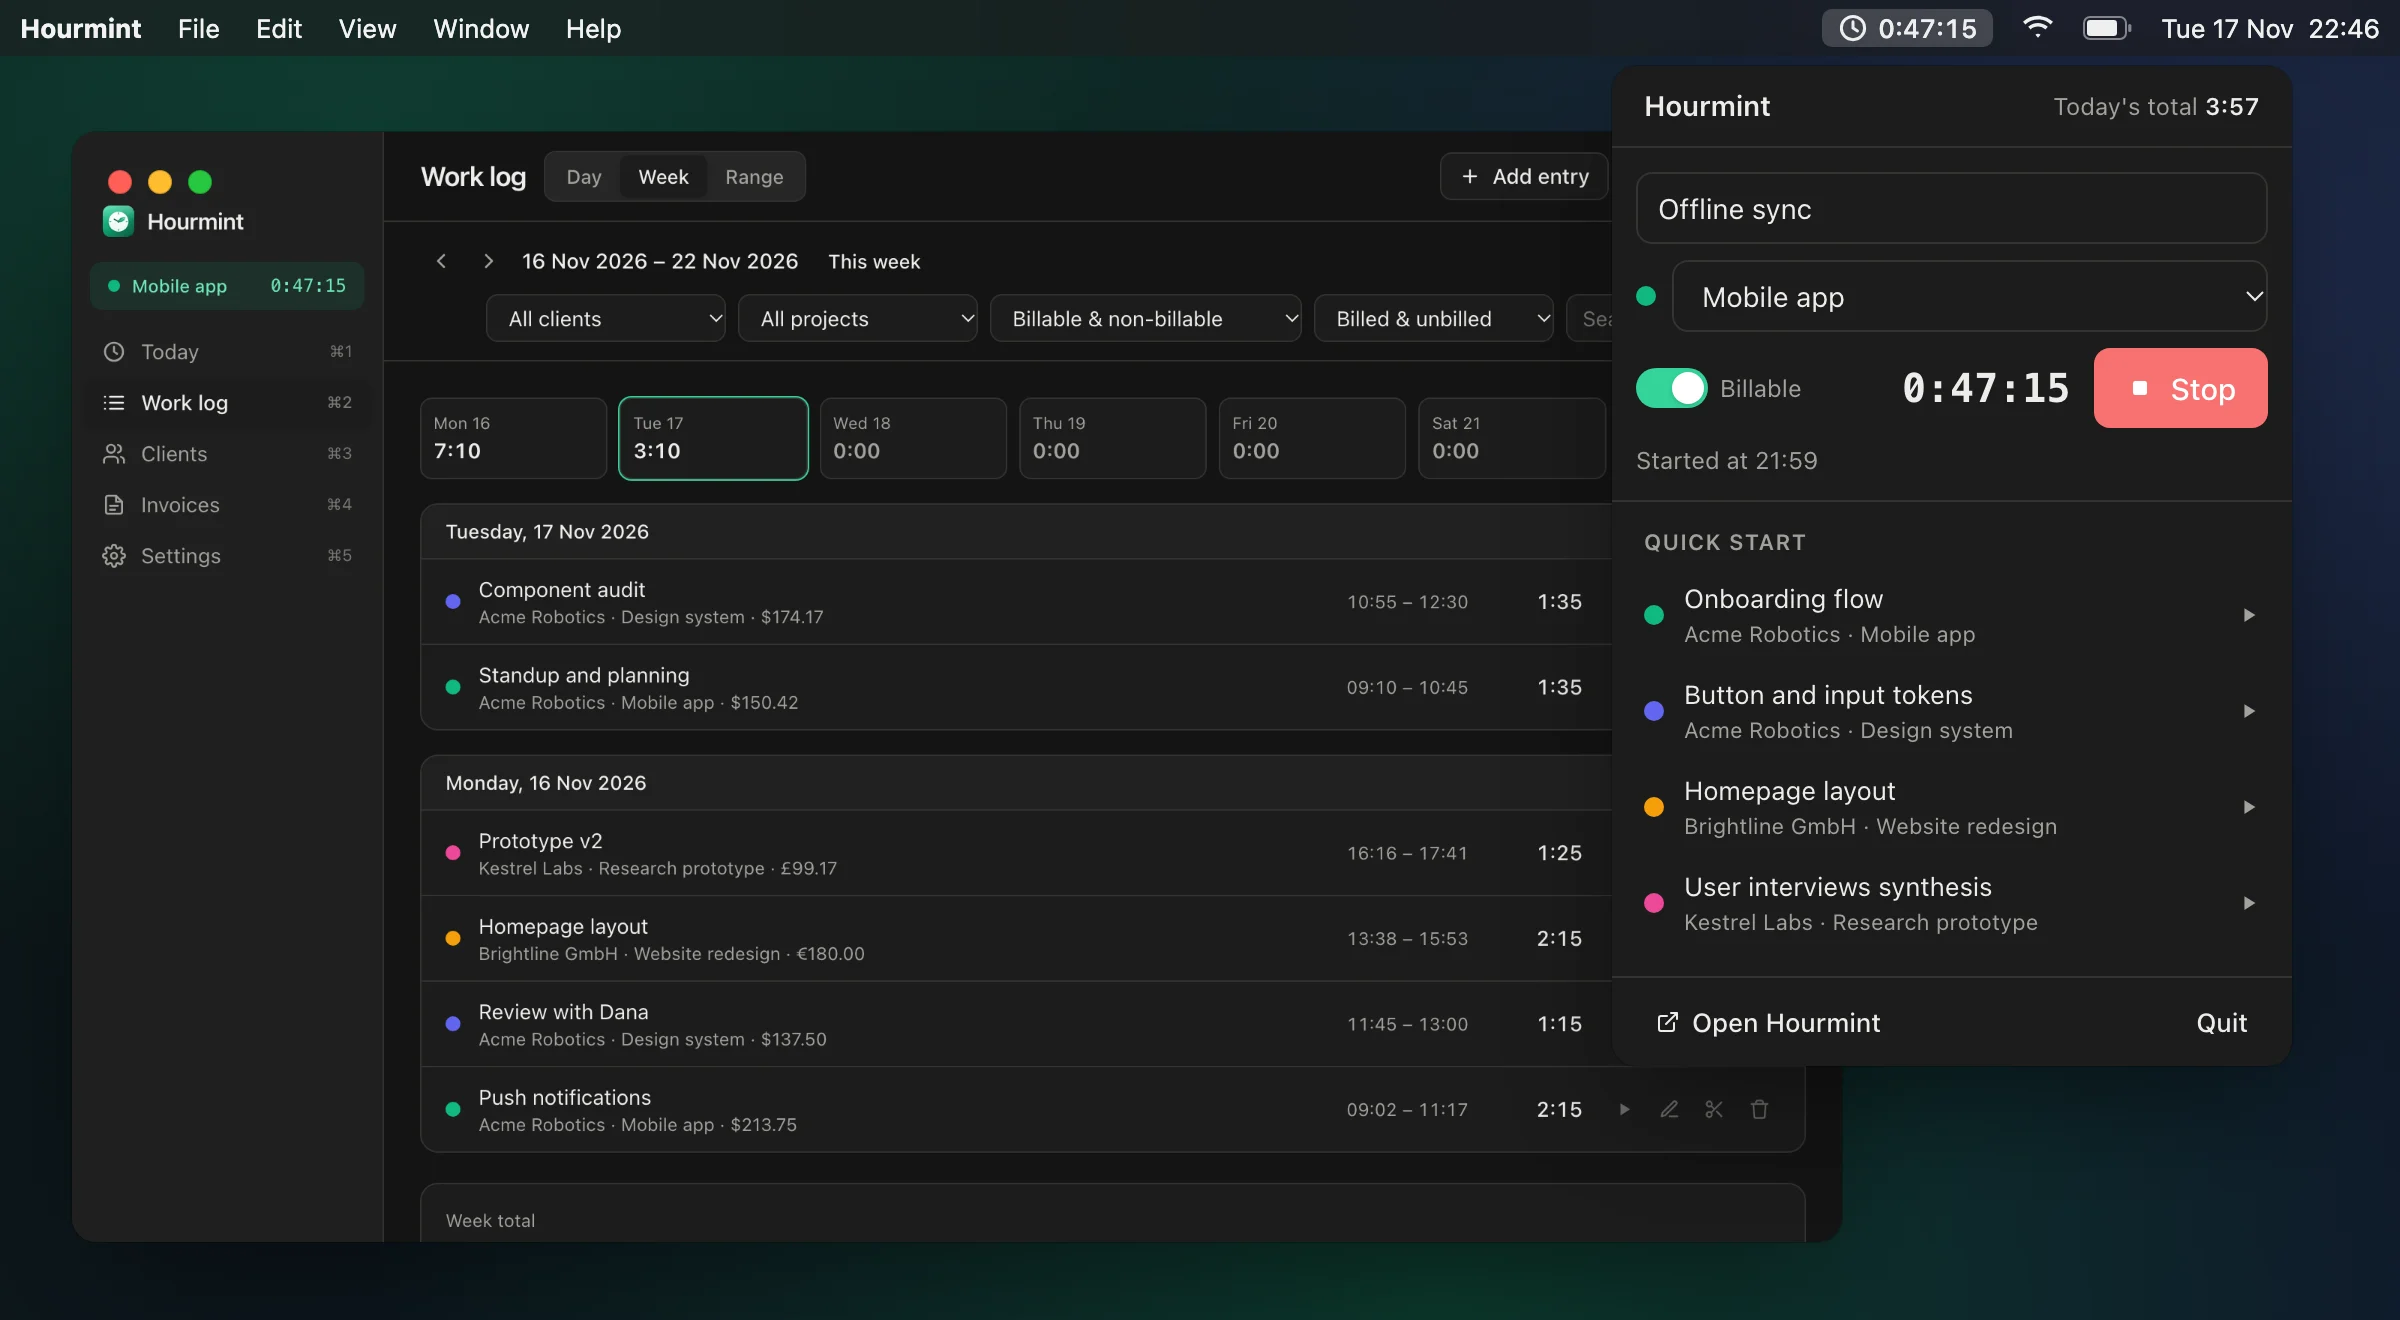 Hourmint File Edit View Window Help 0:47:15 Tue 17 Nov 22:46
Hourmint
Mobile app 0:47:15
Today ⌘1
Work log ⌘2
Clients ⌘3
Invoices ⌘4
Settings ⌘5
Work log Day Week Range + Add entry
16 Nov 2026 – 22 Nov 2026 This week
All clients All projects Billable & non-billable Billed & unbilled Sea
Mon 16 Tue 17 Wed 18 Thu 19 Fri 20 Sat 21
7:10 3:10 0:00 0:00 0:00 0:00
Tuesday, 17 Nov 2026
Component audit 10:55 – 12:30 1:35
Acme Robotics · Design system · $174.17
Standup and planning 09:10 – 10:45 1:35
Acme Robotics · Mobile app · $150.42
Monday, 16 Nov 2026
Prototype v2 16:16 – 17:41 1:25
Kestrel Labs · Research prototype · £99.17
Homepage layout 13:38 – 15:53 2:15
Brightline GmbH · Website redesign · €180.00
Review with Dana 11:45 – 13:00 1:15
Acme Robotics · Design system · $137.50
Push notifications 09:02 – 11:17 2:15
Acme Robotics · Mobile app · $213.75
Week total
Hourmint Today's total 3:57
Offline sync
Mobile app
Billable 0:47:15 Stop
Started at 21:59
QUICK START
Onboarding flow
Acme Robotics · Mobile app
Button and input tokens
Acme Robotics · Design system
Homepage layout
Brightline GmbH · Website redesign
User interviews synthesis
Kestrel Labs · Research prototype
Open Hourmint Quit